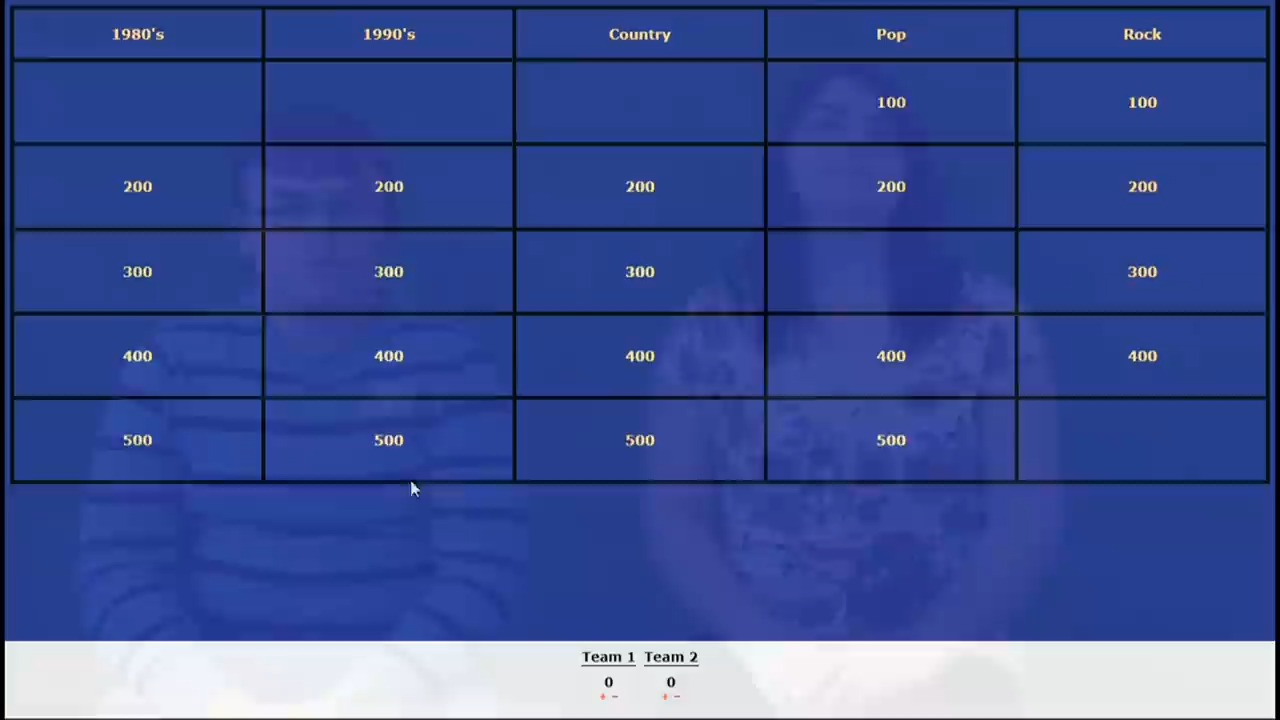 1980's 1990's Country Pop Rock
100 100
200 200 200 200 200
300 300 300 300
400 400 400 400 400
500 500 500 500
Team 1 Team 2
0 0
+ - + -